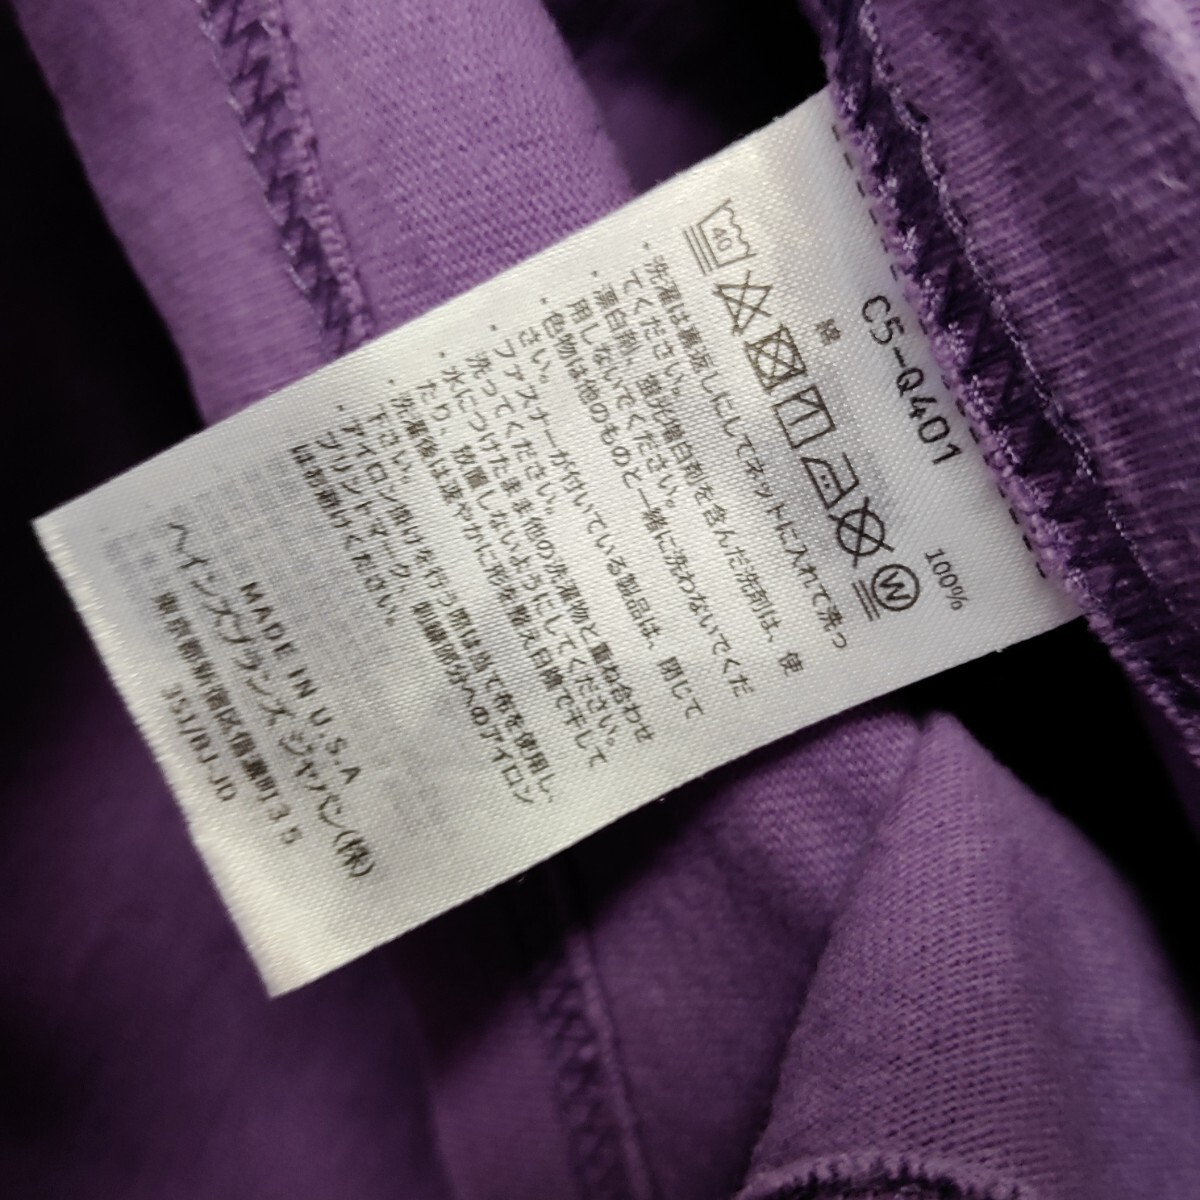 C5-Q401
綿 100%
40
W
・洗濯は裏返しにしてネットに入れて洗っ
てください。
・漂白剤、蛍光増白剤を含んだ洗剤は、使
用しないでください。
・色物は他のものと一緒に洗わないでくだ
さい。
・ファスナーが付いている製品は、閉じて
洗ってください。
・水につけたまま他の洗濯物と重ね合わせ
たり、放置しないようにしてください。
・洗濯後は速やかに形を整え日陰で干して
下さい。
・アイロン掛けを行う際は当て布を使用し、
プリントマーク、刺繍部分へのアイロン
はお避けください。
MADE IN U.S.A
ヘインズブランズ ジャパン(株)
東京都新宿区信濃町35
JS1/BJ-JD